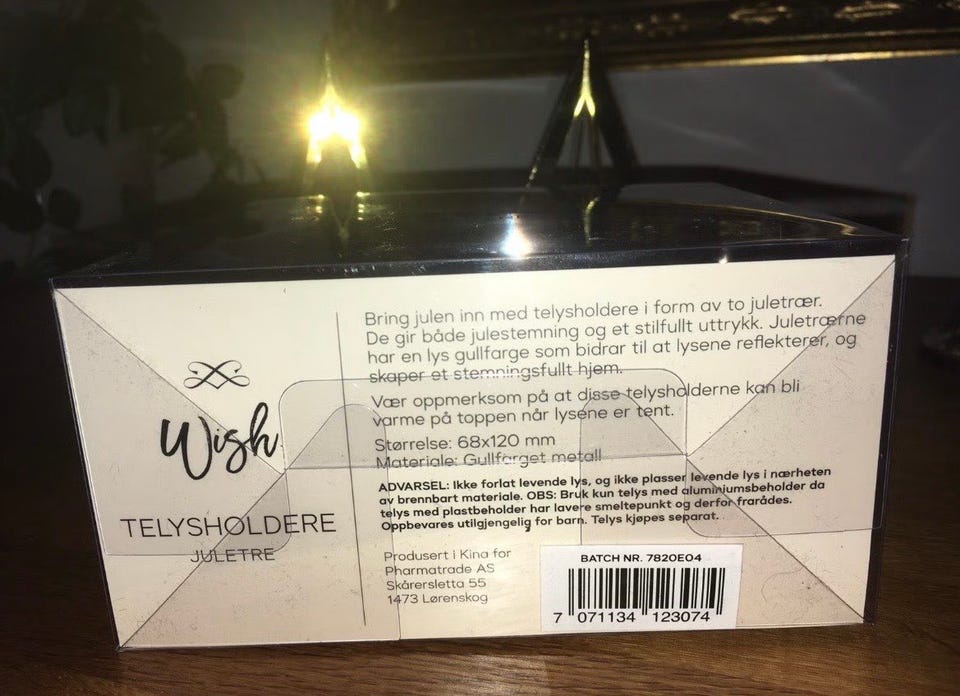 Wish
TELYSHOLDERE
JULETRE
Bring julen inn med telysholdere i form av to juletrær.
De gir både julestemning og et stilfullt uttrykk. Juletrærne
har en lys gullfarge som bidrar til at lysene reflekterer, og
skaper et stemningsfullt hjem.
Vær oppmerksom på at disse telysholderne kan bli
varme på toppen når lysene er tent.
Størrelse: 68x120 mm
Materiale: Gullfarget metall
ADVARSEL: Ikke forlat levende lys, og ikke plasser levende lys i nærheten
av brennbart materiale. OBS: Bruk kun telys med aluminiumsbeholder da
telys med plastbeholder har lavere smeltepunkt og derfor frarådes.
Oppbevares utilgjengelig for barn. Telys kjøpes separat.
Produsert i Kina for
Pharmatrade AS
Skårersletta 55
1473 Lørenskog
BATCH NR. 7820E04
7 071134 123074